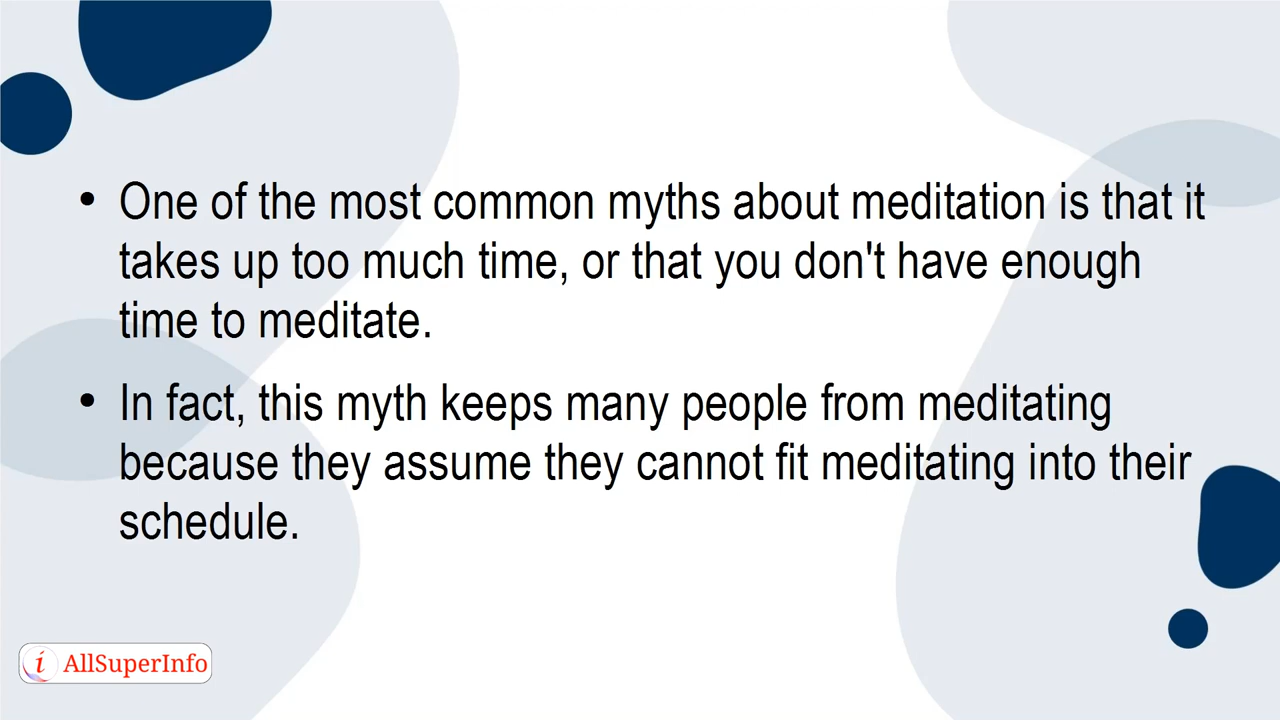 • One of the most common myths about meditation is that it
takes up too much time, or that you don't have enough
time to meditate.
• In fact, this myth keeps many people from meditating
because they assume they cannot fit meditating into their
schedule.
i AllSuperInfo